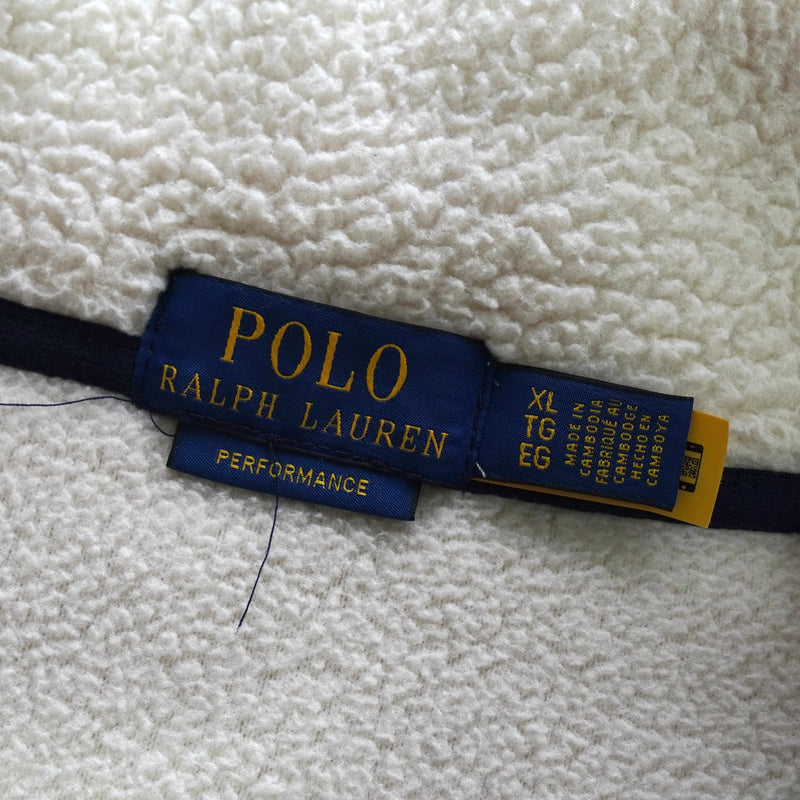 POLO
RALPH LAUREN
PERFORMANCE
XL
TG
EG
MADE IN
CAMBODIA
FABRIQUÉ AU
CAMBODGE
HECHO EN
CAMBOYA